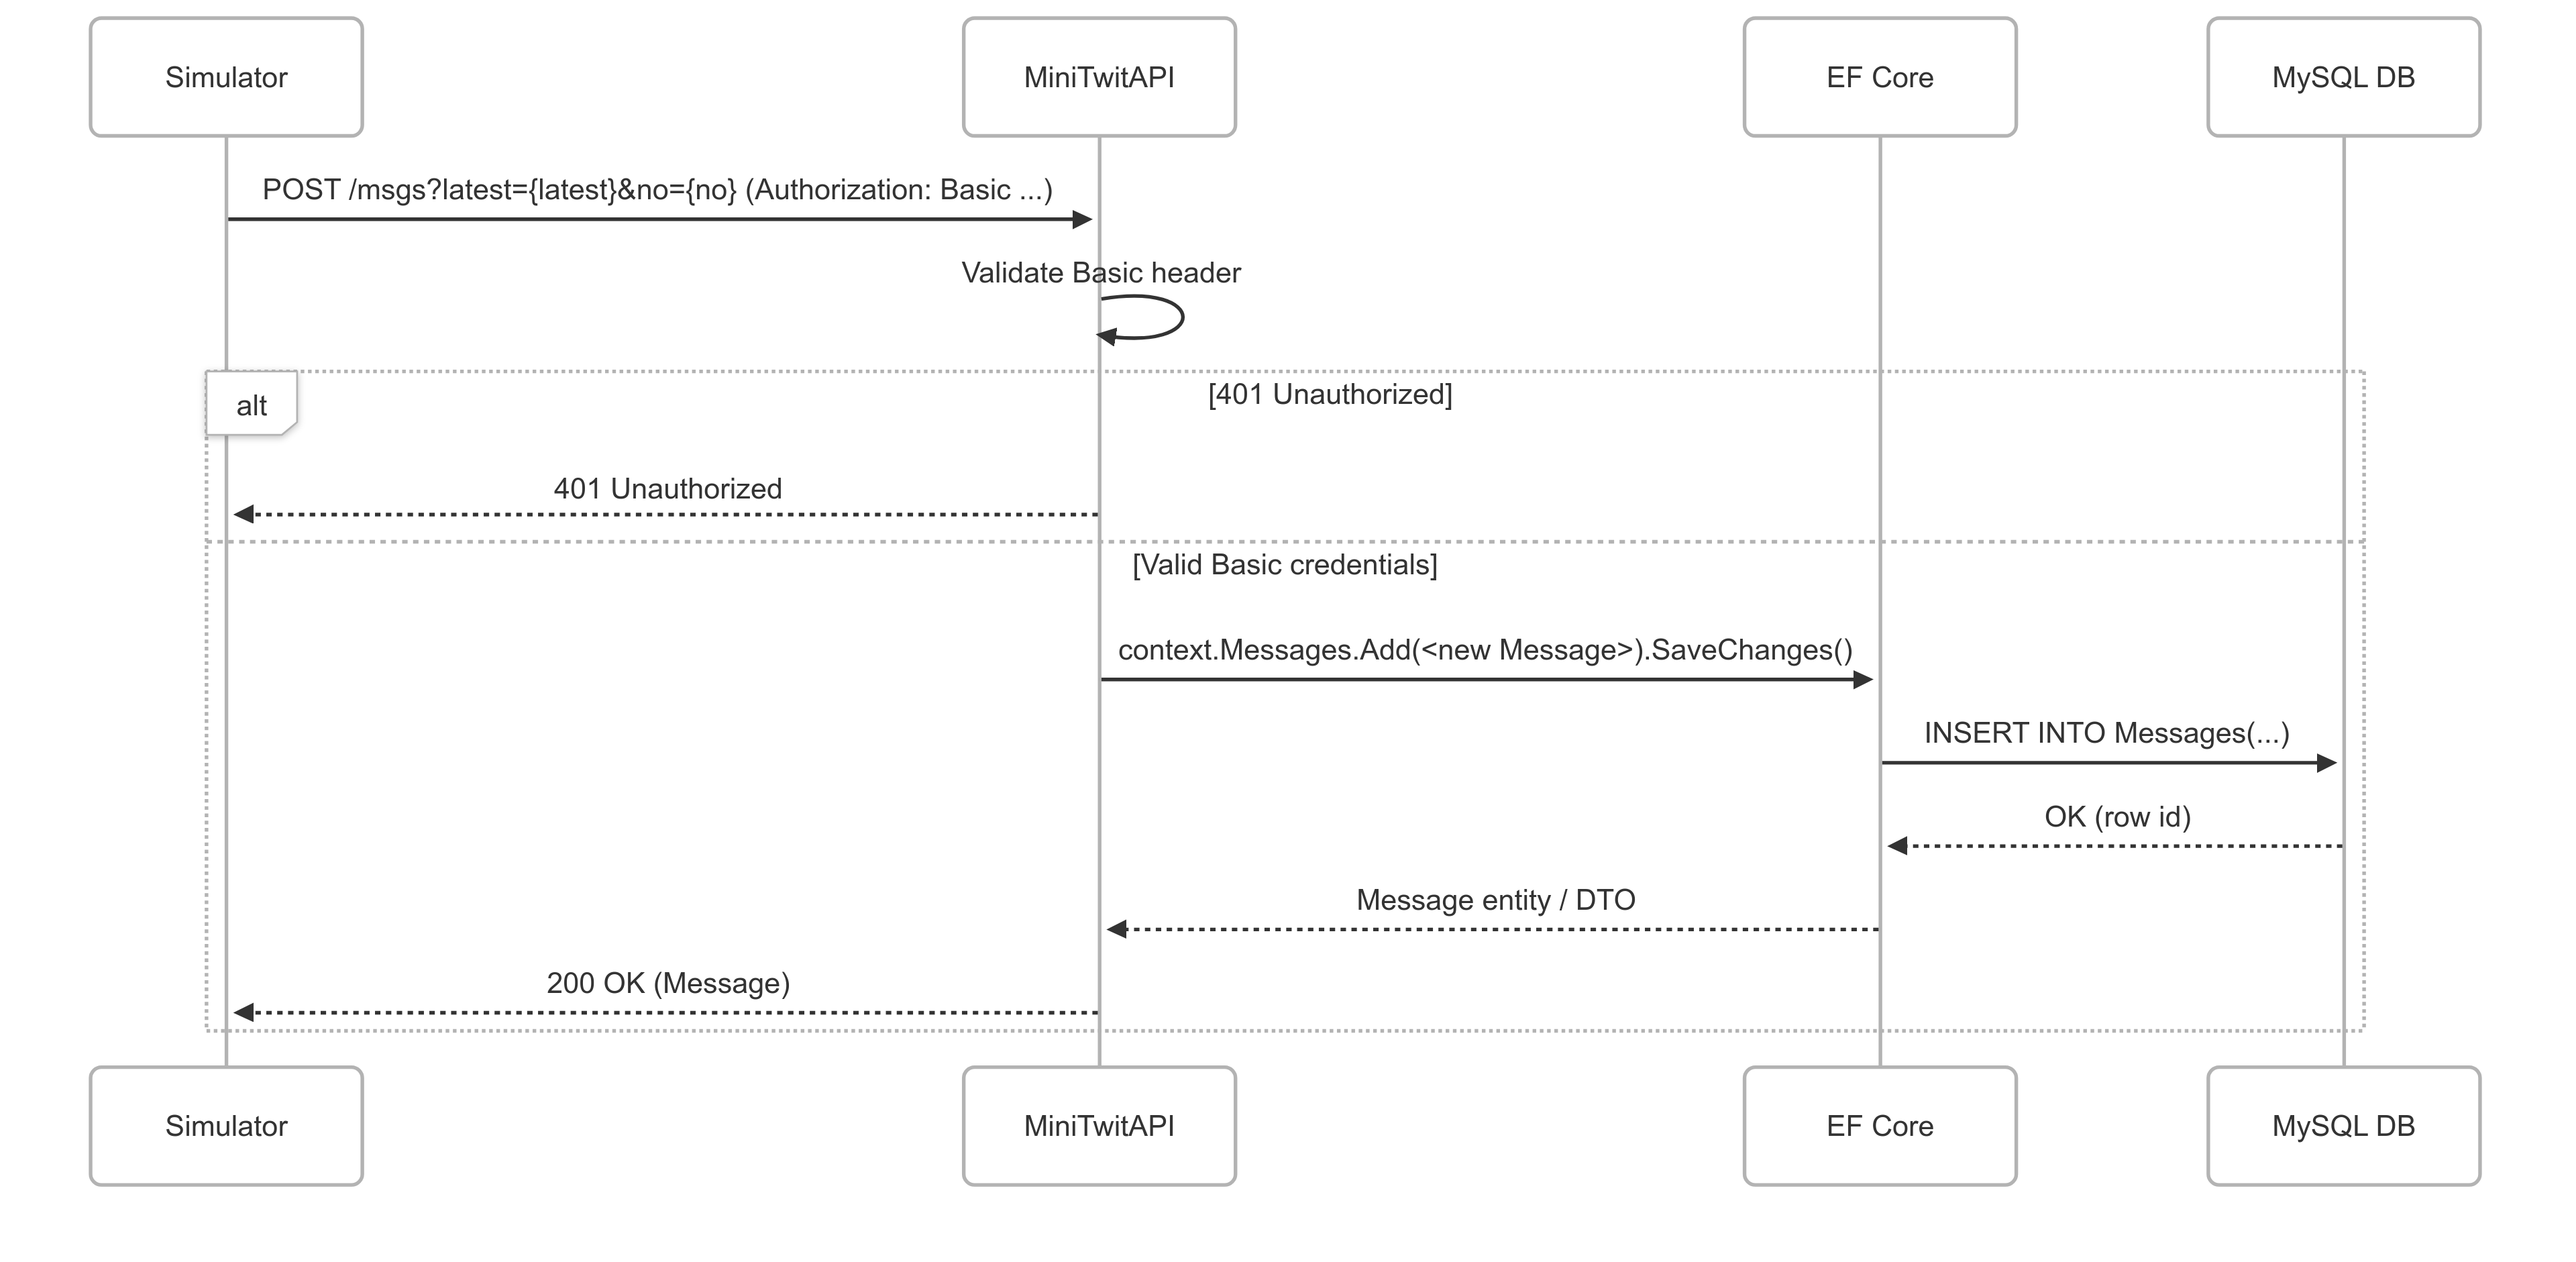 Simulator
MiniTwitAPI
EF Core
MySQL DB
POST /msgs?latest={latest}&no={no} (Authorization: Basic ...)
Validate Basic header
alt
[401 Unauthorized]
401 Unauthorized
[Valid Basic credentials]
context.Messages.Add(<new Message>).SaveChanges()
INSERT INTO Messages(...)
OK (row id)
Message entity / DTO
200 OK (Message)
Simulator
MiniTwitAPI
EF Core
MySQL DB